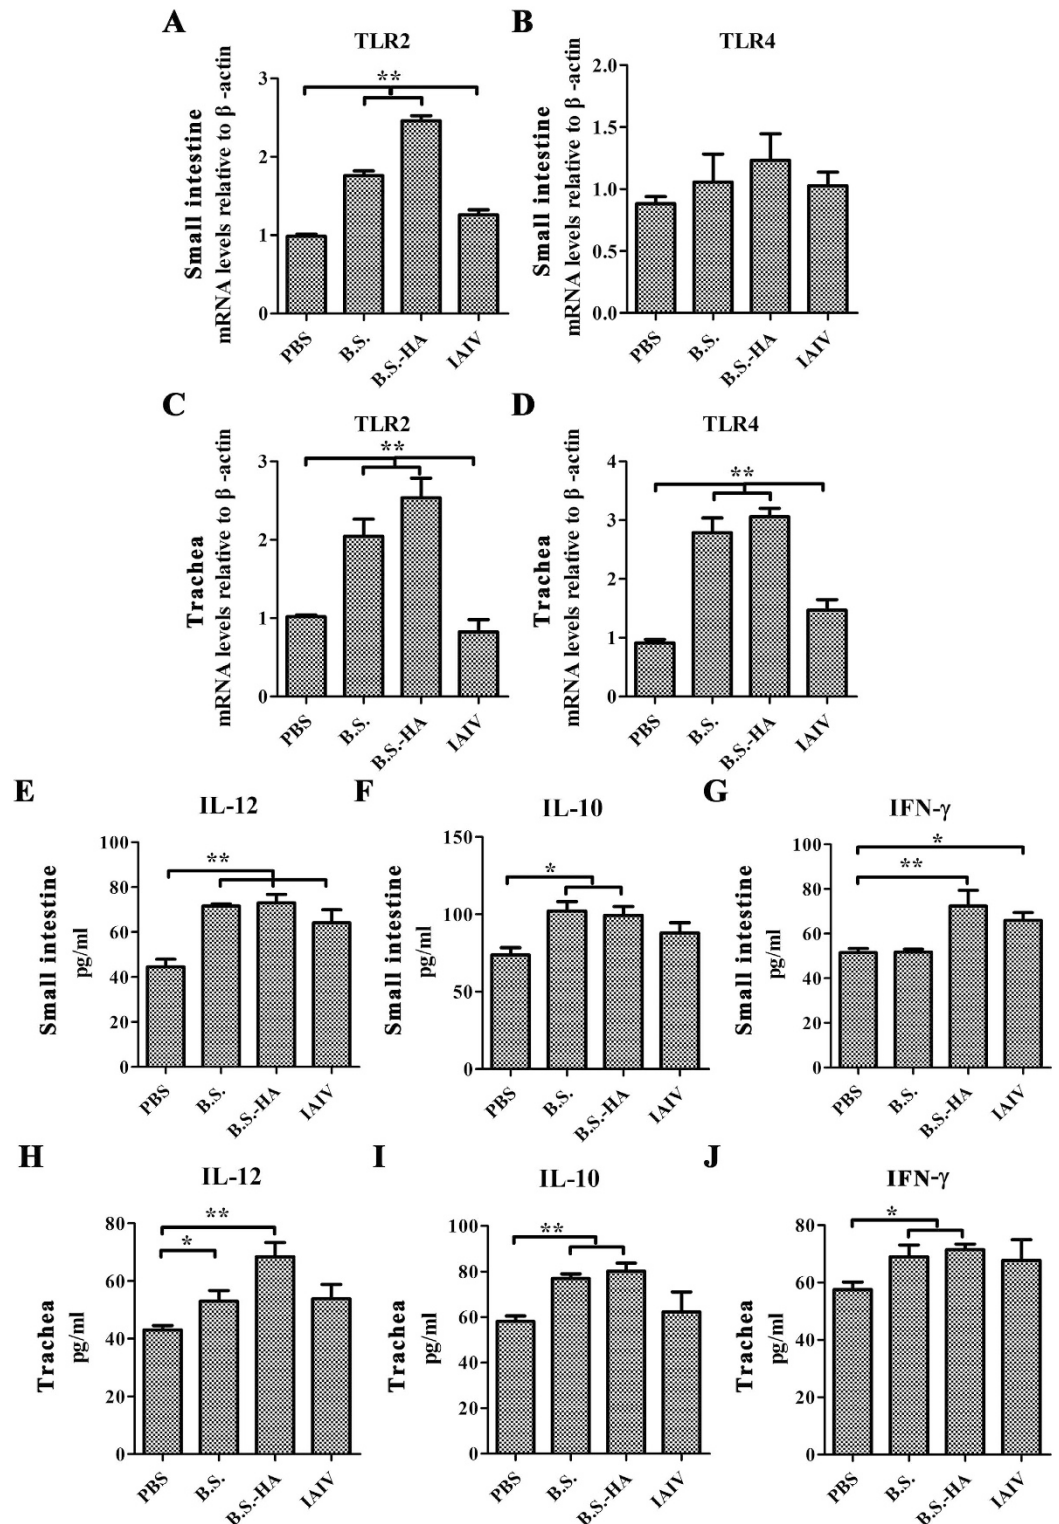 A
TLR2
Small intestine
mRNA levels relative to β -actin
3
2
1
0
**
PBS
B.S.
B.S.-HA
IAIV
B
TLR4
Small intestine
mRNA levels relative to β -actin
2.0
1.5
1.0
0.5
0.0
PBS
B.S.
B.S.-HA
IAIV
C
TLR2
Trachea
mRNA levels relative to β -actin
3
2
1
0
**
PBS
B.S.
B.S.-HA
IAIV
D
TLR4
Trachea
mRNA levels relative to β -actin
4
3
2
1
0
**
PBS
B.S.
B.S.-HA
IAIV
E
IL-12
Small intestine
pg/ml
100
80
60
40
20
0
**
PBS
B.S.
B.S.-HA
IAIV
F
IL-10
Small intestine
pg/ml
150
100
50
0
*
PBS
B.S.
B.S.-HA
IAIV
G
IFN-γ
Small intestine
pg/ml
100
80
60
40
20
0
*
**
PBS
B.S.
B.S.-HA
IAIV
H
IL-12
Trachea
pg/ml
80
60
40
20
0
**
*
PBS
B.S.
B.S.-HA
IAIV
I
IL-10
Trachea
pg/ml
100
80
60
40
20
0
**
PBS
B.S.
B.S.-HA
IAIV
J
IFN-γ
Trachea
pg/ml
80
60
40
20
0
*
PBS
B.S.
B.S.-HA
IAIV